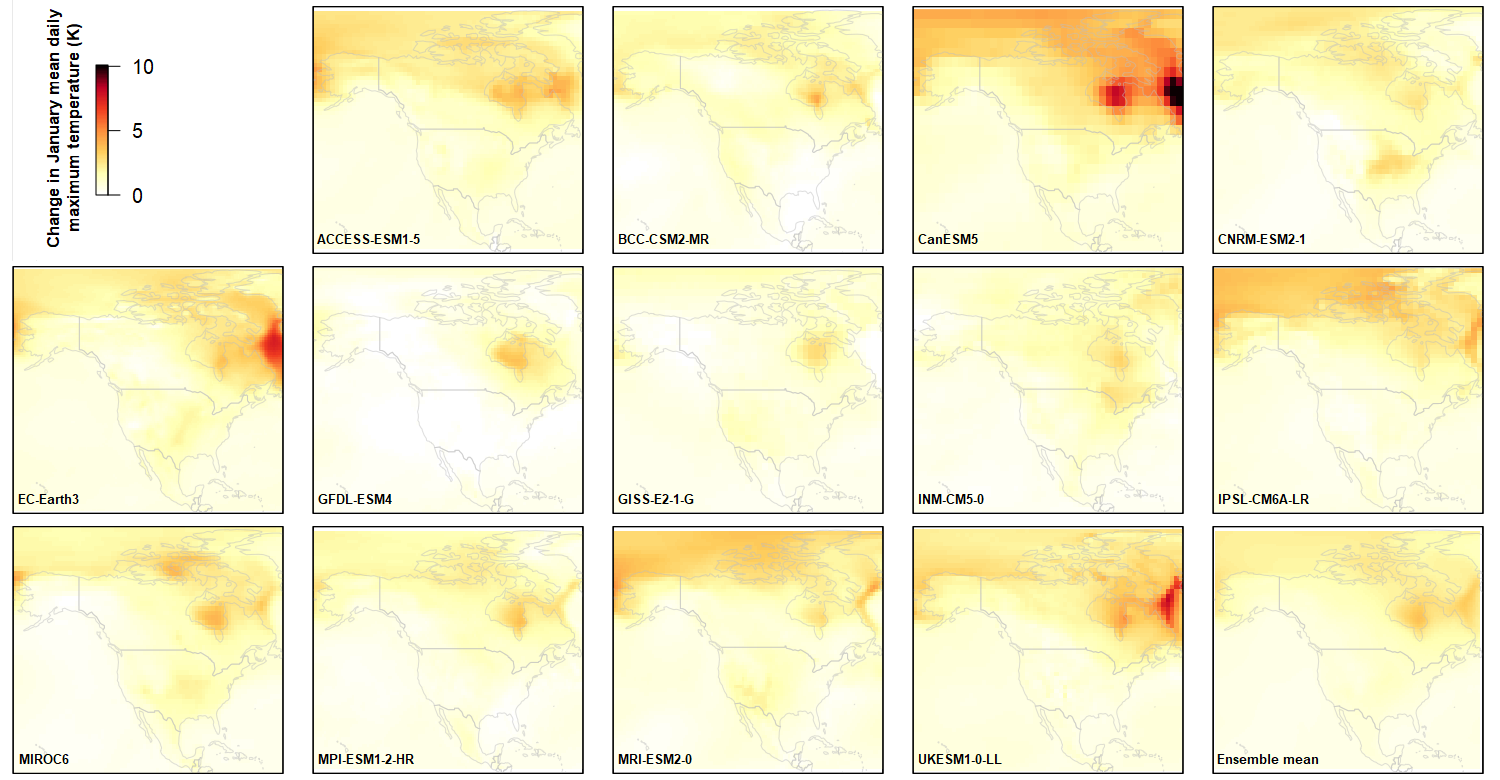 Change in January mean daily
maximum temperature (K)
10
5
0
ACCESS-ESM1-5
BCC-CSM2-MR
CanESM5
CNRM-ESM2-1
EC-Earth3
GFDL-ESM4
GISS-E2-1-G
INM-CM5-0
IPSL-CM6A-LR
MIROC6
MPI-ESM1-2-HR
MRI-ESM2-0
UKESM1-0-LL
Ensemble mean